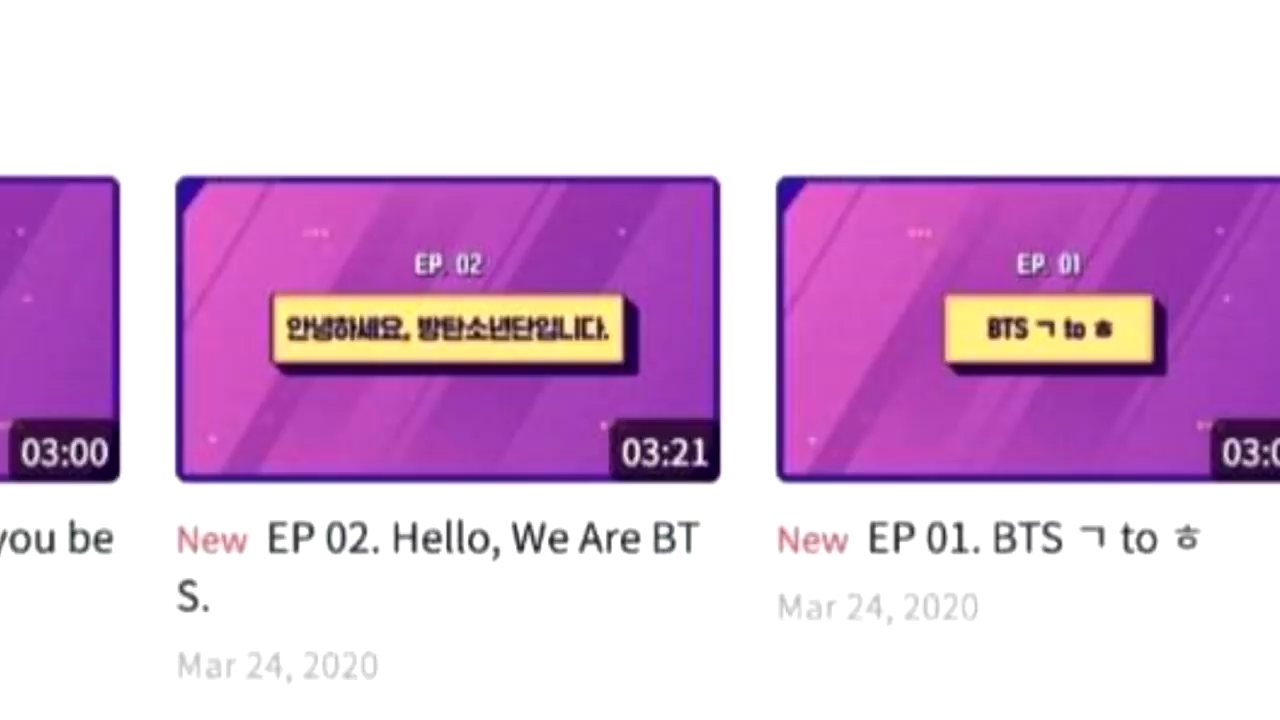 EP. 02
안녕하세요, 방탄소년단입니다.
EP. 01
BTS ㄱ to ㅎ
03:00
03:21
you be
New EP 02. Hello, We Are BT
S.
Mar 24, 2020
New EP 01. BTS ㄱ to ㅎ
Mar 24, 2020